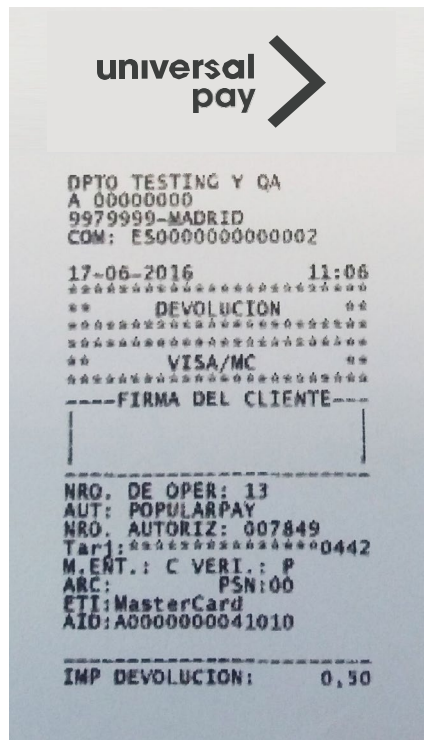 universal
pay
DPTO TESTING Y QA
A 00000000
9979999-MADRID
COM: ES0000000000002
17-06-2016 11:06
************************
** DEVOLUCION **
************************
************************
** VISA/MC **
************************
----FIRMA DEL CLIENTE---
NRO. DE OPER: 13
AUT: POPULARPAY
NRO. AUTORIZ: 007849
Tarj:****************0442
M.ENT.: C VERI.: P
ARC: PSN:00
ETI:MasterCard
AID:A0000000041010
IMP DEVOLUCION: 0,50